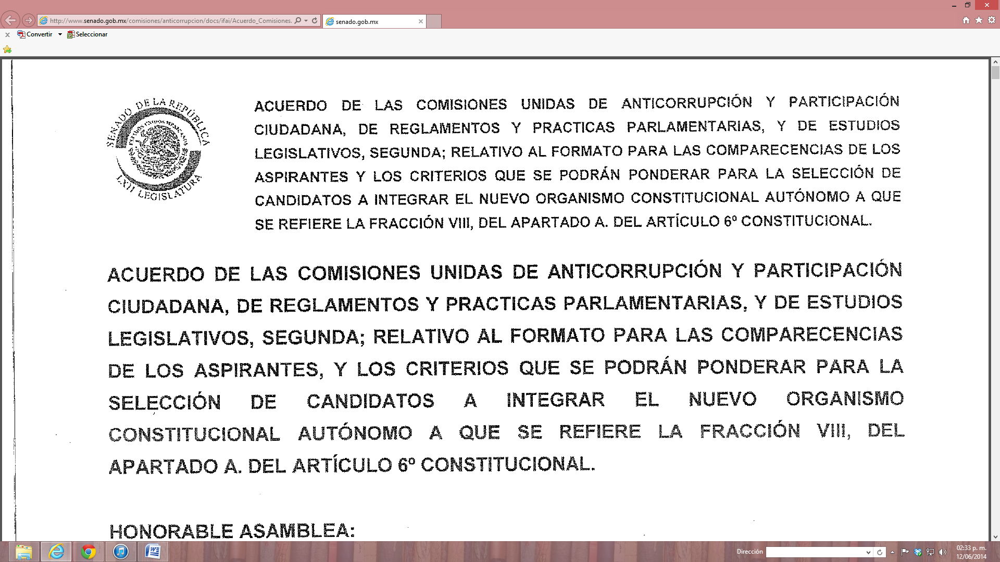 http://www.senado.gob.mx/comisiones/anticorrupcion/docs/ifai/Acuerdo_Comisiones.
senado.gob.mx
x Convertir Seleccionar
SENADO DE LA REPÚBLICA
ESTADOS UNIDOS MEXICANOS
LXII LEGISLATURA
ACUERDO DE LAS COMISIONES UNIDAS DE ANTICORRUPCIÓN Y PARTICIPACIÓN
CIUDADANA, DE REGLAMENTOS Y PRACTICAS PARLAMENTARIAS, Y DE ESTUDIOS
LEGISLATIVOS, SEGUNDA; RELATIVO AL FORMATO PARA LAS COMPARECENCIAS DE LOS
ASPIRANTES Y LOS CRITERIOS QUE SE PODRÁN PONDERAR PARA LA SELECCIÓN DE
CANDIDATOS A INTEGRAR EL NUEVO ORGANISMO CONSTITUCIONAL AUTÓNOMO A QUE
SE REFIERE LA FRACCIÓN VIII, DEL APARTADO A. DEL ARTÍCULO 6º CONSTITUCIONAL.
ACUERDO DE LAS COMISIONES UNIDAS DE ANTICORRUPCIÓN Y PARTICIPACIÓN
CIUDADANA, DE REGLAMENTOS Y PRACTICAS PARLAMENTARIAS, Y DE ESTUDIOS
LEGISLATIVOS, SEGUNDA; RELATIVO AL FORMATO PARA LAS COMPARECENCIAS
DE LOS ASPIRANTES, Y LOS CRITERIOS QUE SE PODRÁN PONDERAR PARA LA
SELECCIÓN DE CANDIDATOS A INTEGRAR EL NUEVO ORGANISMO
CONSTITUCIONAL AUTÓNOMO A QUE SE REFIERE LA FRACCIÓN VIII, DEL
APARTADO A. DEL ARTÍCULO 6º CONSTITUCIONAL.
HONORABLE ASAMBLEA:
Dirección
02:33 p. m.
12/06/2014